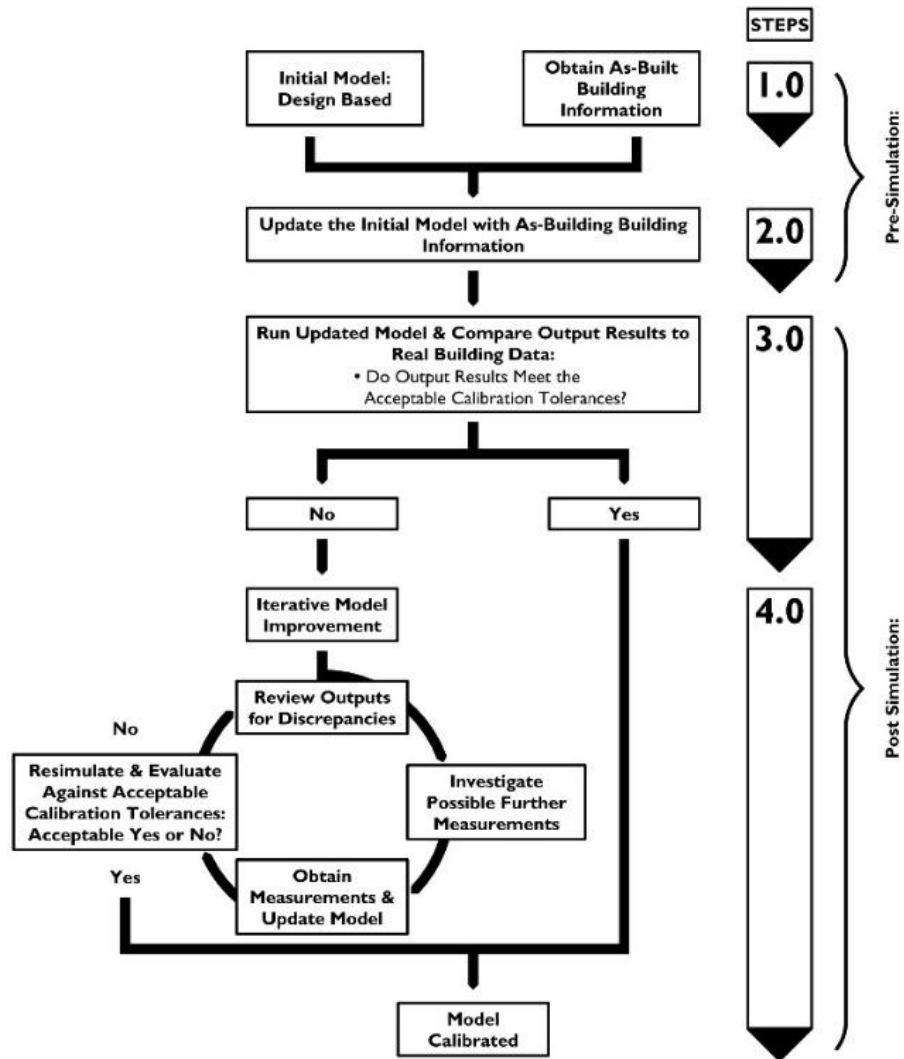 STEPS
Initial Model:
Design Based
Obtain As-Built
Building
Information
1.0
Pre-Simulation:
Update the Initial Model with As-Building Building
Information
2.0
Run Updated Model & Compare Output Results to
Real Building Data:
• Do Output Results Meet the
Acceptable Calibration Tolerances?
3.0
No
Yes
Iterative Model
Improvement
4.0
Post Simulation:
Review Outputs
for Discrepancies
No
Resimulate & Evaluate
Against Acceptable
Calibration Tolerances:
Acceptable Yes or No?
Investigate
Possible Further
Measurements
Yes
Obtain
Measurements &
Update Model
Model
Calibrated